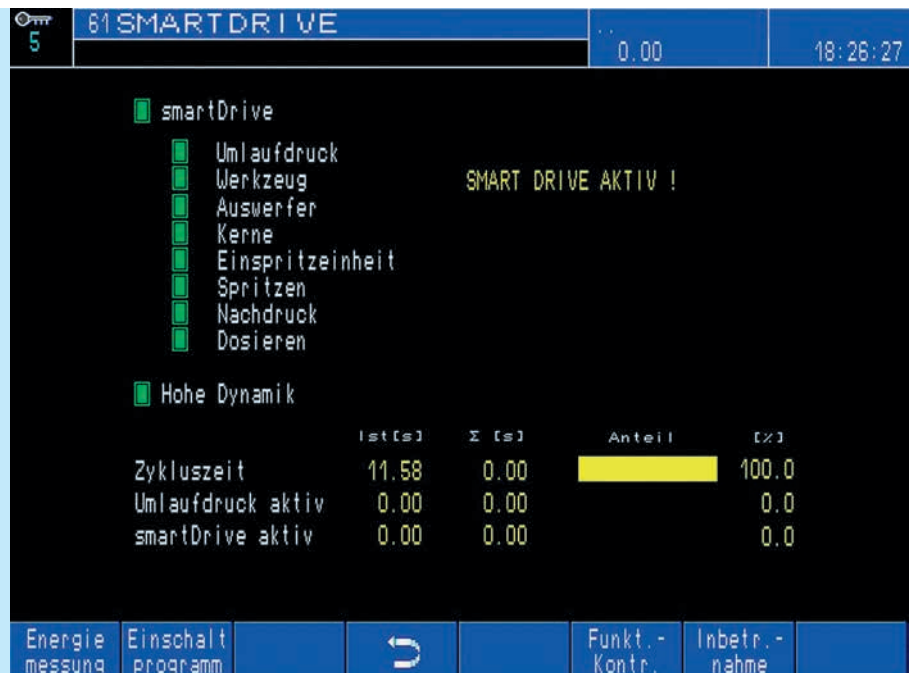 5
61 SMARTDRIVE
..
0.00
18:26:27
smartDrive
Umlaufdruck
Werkzeug
SMART DRIVE AKTIV !
Auswerfer
Kerne
Einspritzeinheit
Spritzen
Nachdruck
Dosieren
Hohe Dynamik
Ist[s] Σ [s] Anteil [%]
Zykluszeit 11.58 0.00 100.0
Umlaufdruck aktiv 0.00 0.00 0.0
smartDrive aktiv 0.00 0.00 0.0
Energie
messung
Einschalt
programm
Funkt.-
Kontr.
Inbetr.-
nahme